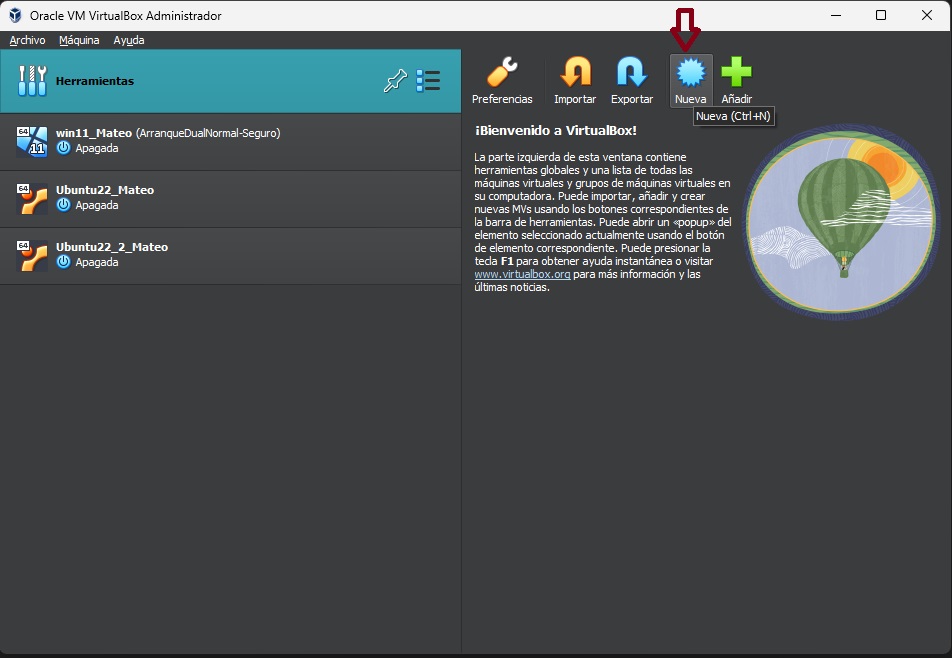 Oracle VM VirtualBox Administrador
Archivo Máquina Ayuda
Herramientas
64
11
win11_Mateo (ArranqueDualNormal-Seguro)
Apagada
64
Ubuntu22_Mateo
Apagada
64
Ubuntu22_2_Mateo
Apagada
Preferencias Importar Exportar Nueva Añadir
Nueva (Ctrl+N)
¡Bienvenido a VirtualBox!
La parte izquierda de esta ventana contiene
herramientas globales y una lista de todas las
máquinas virtuales y grupos de máquinas virtuales en
su computadora. Puede importar, añadir y crear
nuevas MVs usando los botones correspondientes de
la barra de herramientas. Puede abrir un «popup» del
elemento seleccionado actualmente usando el botón
de elemento correspondiente. Puede presionar la
tecla F1 para obtener ayuda instantánea o visitar
www.virtualbox.org para más información y las
últimas noticias.